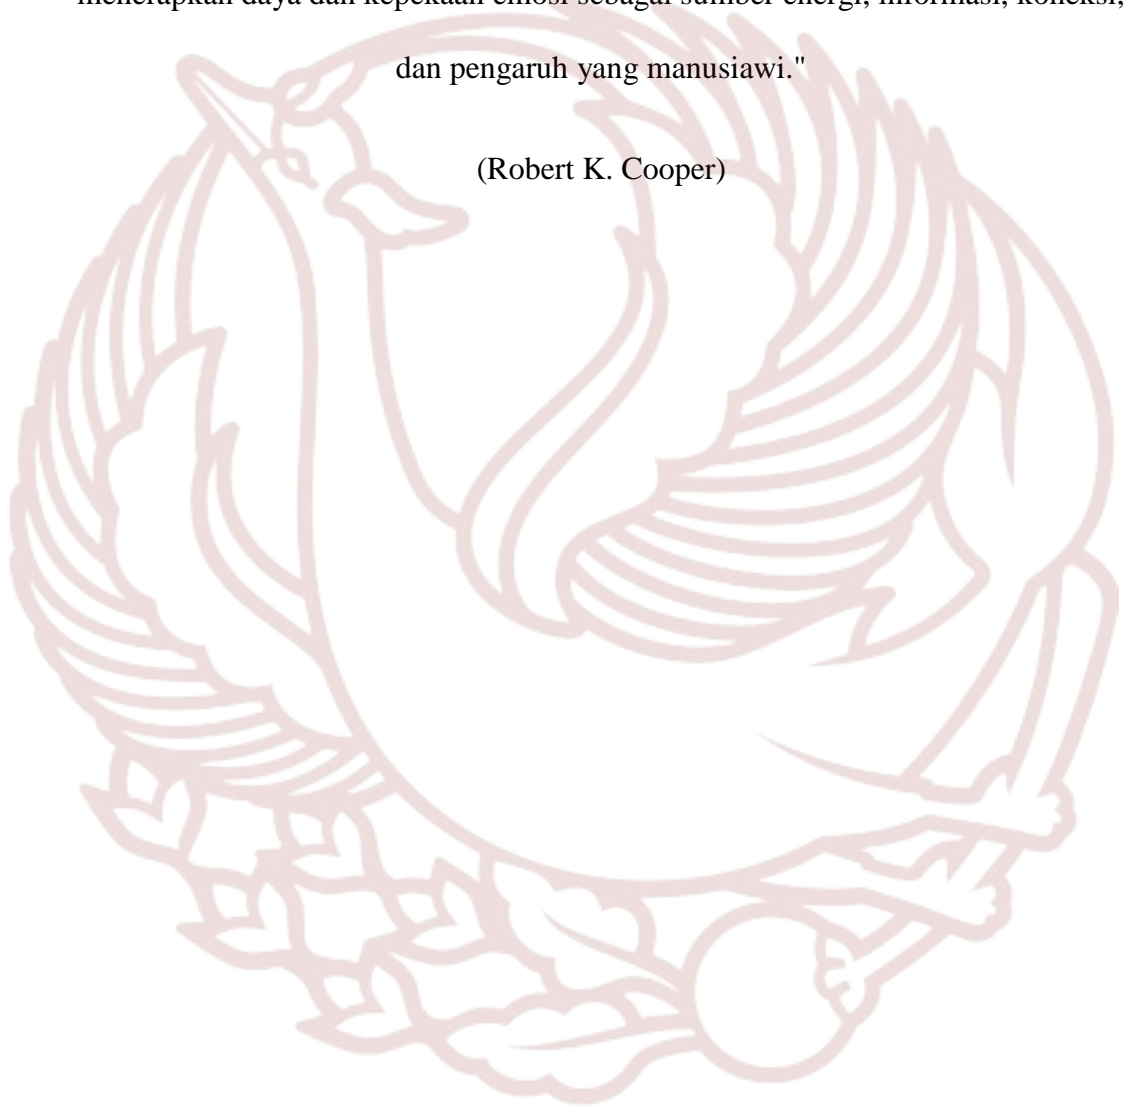 menerapkan daya dan kepekaan emosi sebagai sumber energi, informasi, koneksi,
dan pengaruh yang manusiawi."
(Robert K. Cooper)